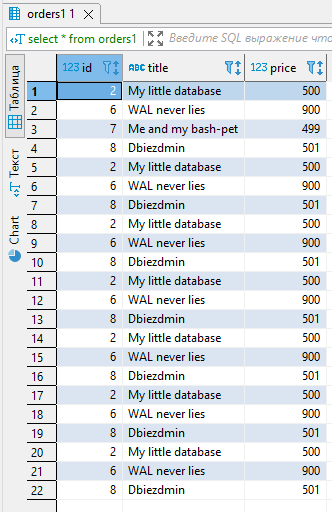 orders1 1
select * from orders1 Введите SQL выражение что
Таблица
Текст
Chart
123 id ABC title 123 price
1 2 My little database 500
2 6 WAL never lies 900
3 7 Me and my bash-pet 499
4 8 Dbiezdmin 501
5 2 My little database 500
6 6 WAL never lies 900
7 8 Dbiezdmin 501
8 2 My little database 500
9 6 WAL never lies 900
10 8 Dbiezdmin 501
11 2 My little database 500
12 6 WAL never lies 900
13 8 Dbiezdmin 501
14 2 My little database 500
15 6 WAL never lies 900
16 8 Dbiezdmin 501
17 2 My little database 500
18 6 WAL never lies 900
19 8 Dbiezdmin 501
20 2 My little database 500
21 6 WAL never lies 900
22 8 Dbiezdmin 501